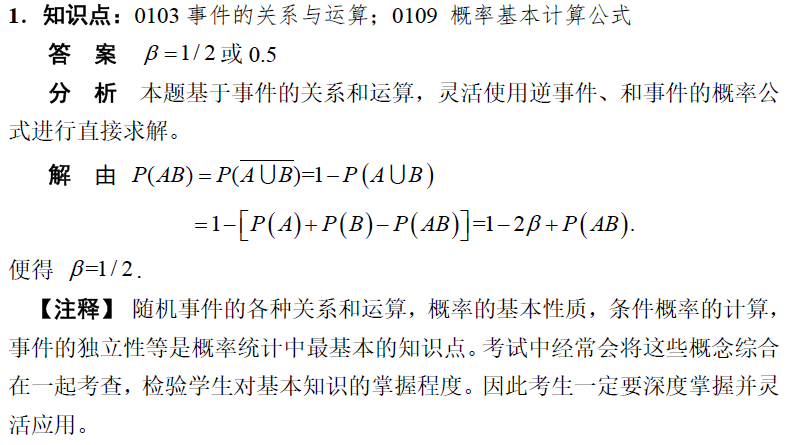 1．知识点：0103 事件的关系与运算；0109 概率基本计算公式
答 案 β=1/2 或 0.5
分 析 本题基于事件的关系和运算，灵活使用逆事件、和事件的概率公
式进行直接求解。
解 由 P(AB) = P(\overline{A⋃B})=1−P(A⋃B)
=1−[P(A)+P(B)−P(AB)]=1−2β+P(AB).
便得 β=1/2.
【注释】 随机事件的各种关系和运算，概率的基本性质，条件概率的计算，
事件的独立性等是概率统计中最基本的知识点。考试中经常会将这些概念综合
在一起考查，检验学生对基本知识的掌握程度。因此考生一定要深度掌握并灵
活应用。